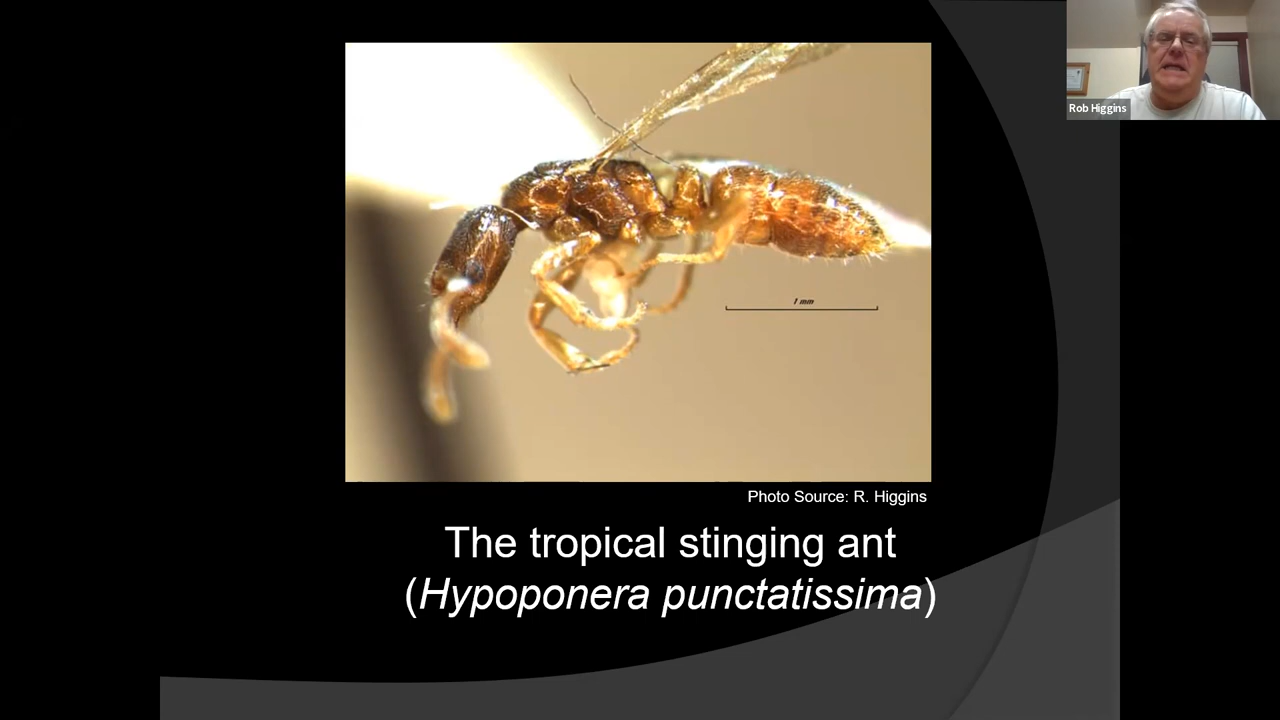 Rob Higgins
1 mm
Photo Source: R. Higgins
The tropical stinging ant
(Hypoponera punctatissima)